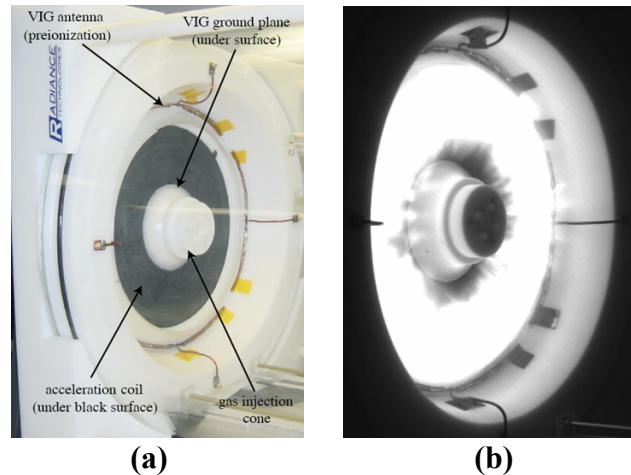 VIG antenna
(preionization)
VIG ground plane
(under surface)
RADIANCE
TECHNOLOGIES
acceleration coil
(under black surface)
gas injection
cone
(a)
(b)